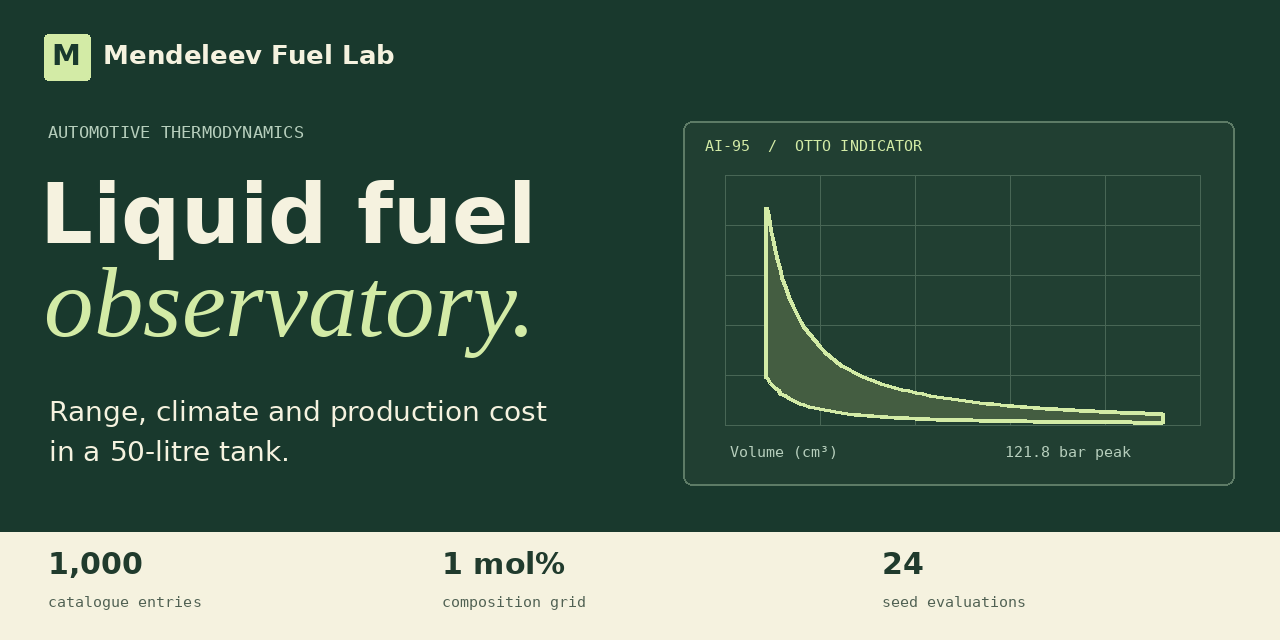 M Mendeleev Fuel Lab
AUTOMOTIVE THERMODYNAMICS
Liquid fuel
observatory.
Range, climate and production cost
in a 50-litre tank.
AI-95 / OTTO INDICATOR
Volume (cm³) 121.8 bar peak
1,000
catalogue entries
1 mol%
composition grid
24
seed evaluations